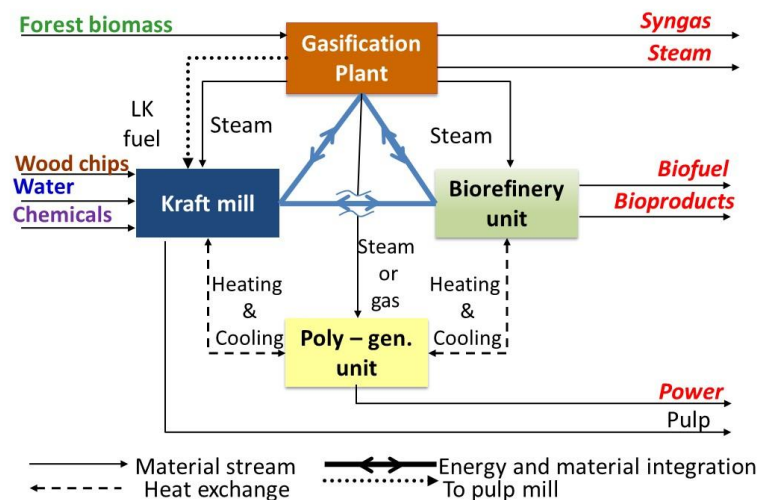 Forest biomass
Gasification
Plant
Syngas
Steam
LK
fuel
Steam
Steam
Wood chips
Water
Chemicals
Kraft mill
Biorefinery
unit
Biofuel
Bioproducts
Steam
or
gas
Heating
&
Cooling
Heating
&
Cooling
Poly – gen.
unit
Power
Pulp
Material stream
Energy and material integration
Heat exchange
To pulp mill